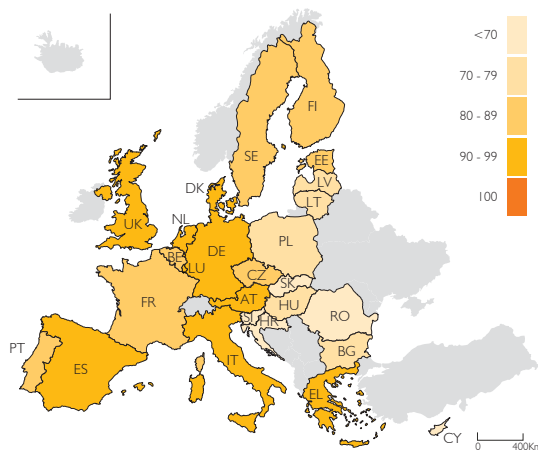 <70
70 - 79
80 - 89
90 - 99
100
FI
SE
EE
LV
LT
DK
NL
UK
DE
PL
BE
LU
CZ
SK
FR
AT
HU
SI
HR
RO
PT
ES
IT
BG
EL
CY
0 400Km